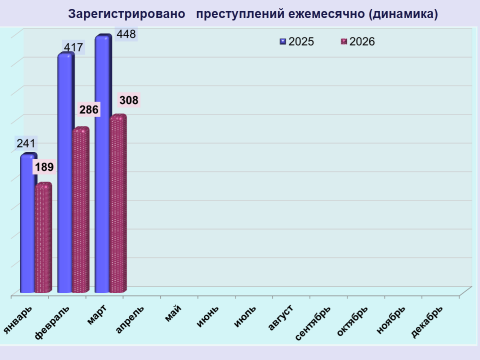 Зарегистрировано преступлений ежемесячно (динамика)
2025 2026
241 189
417 286
448 308
январь февраль март апрель май июнь июль август сентябрь октябрь ноябрь декабрь